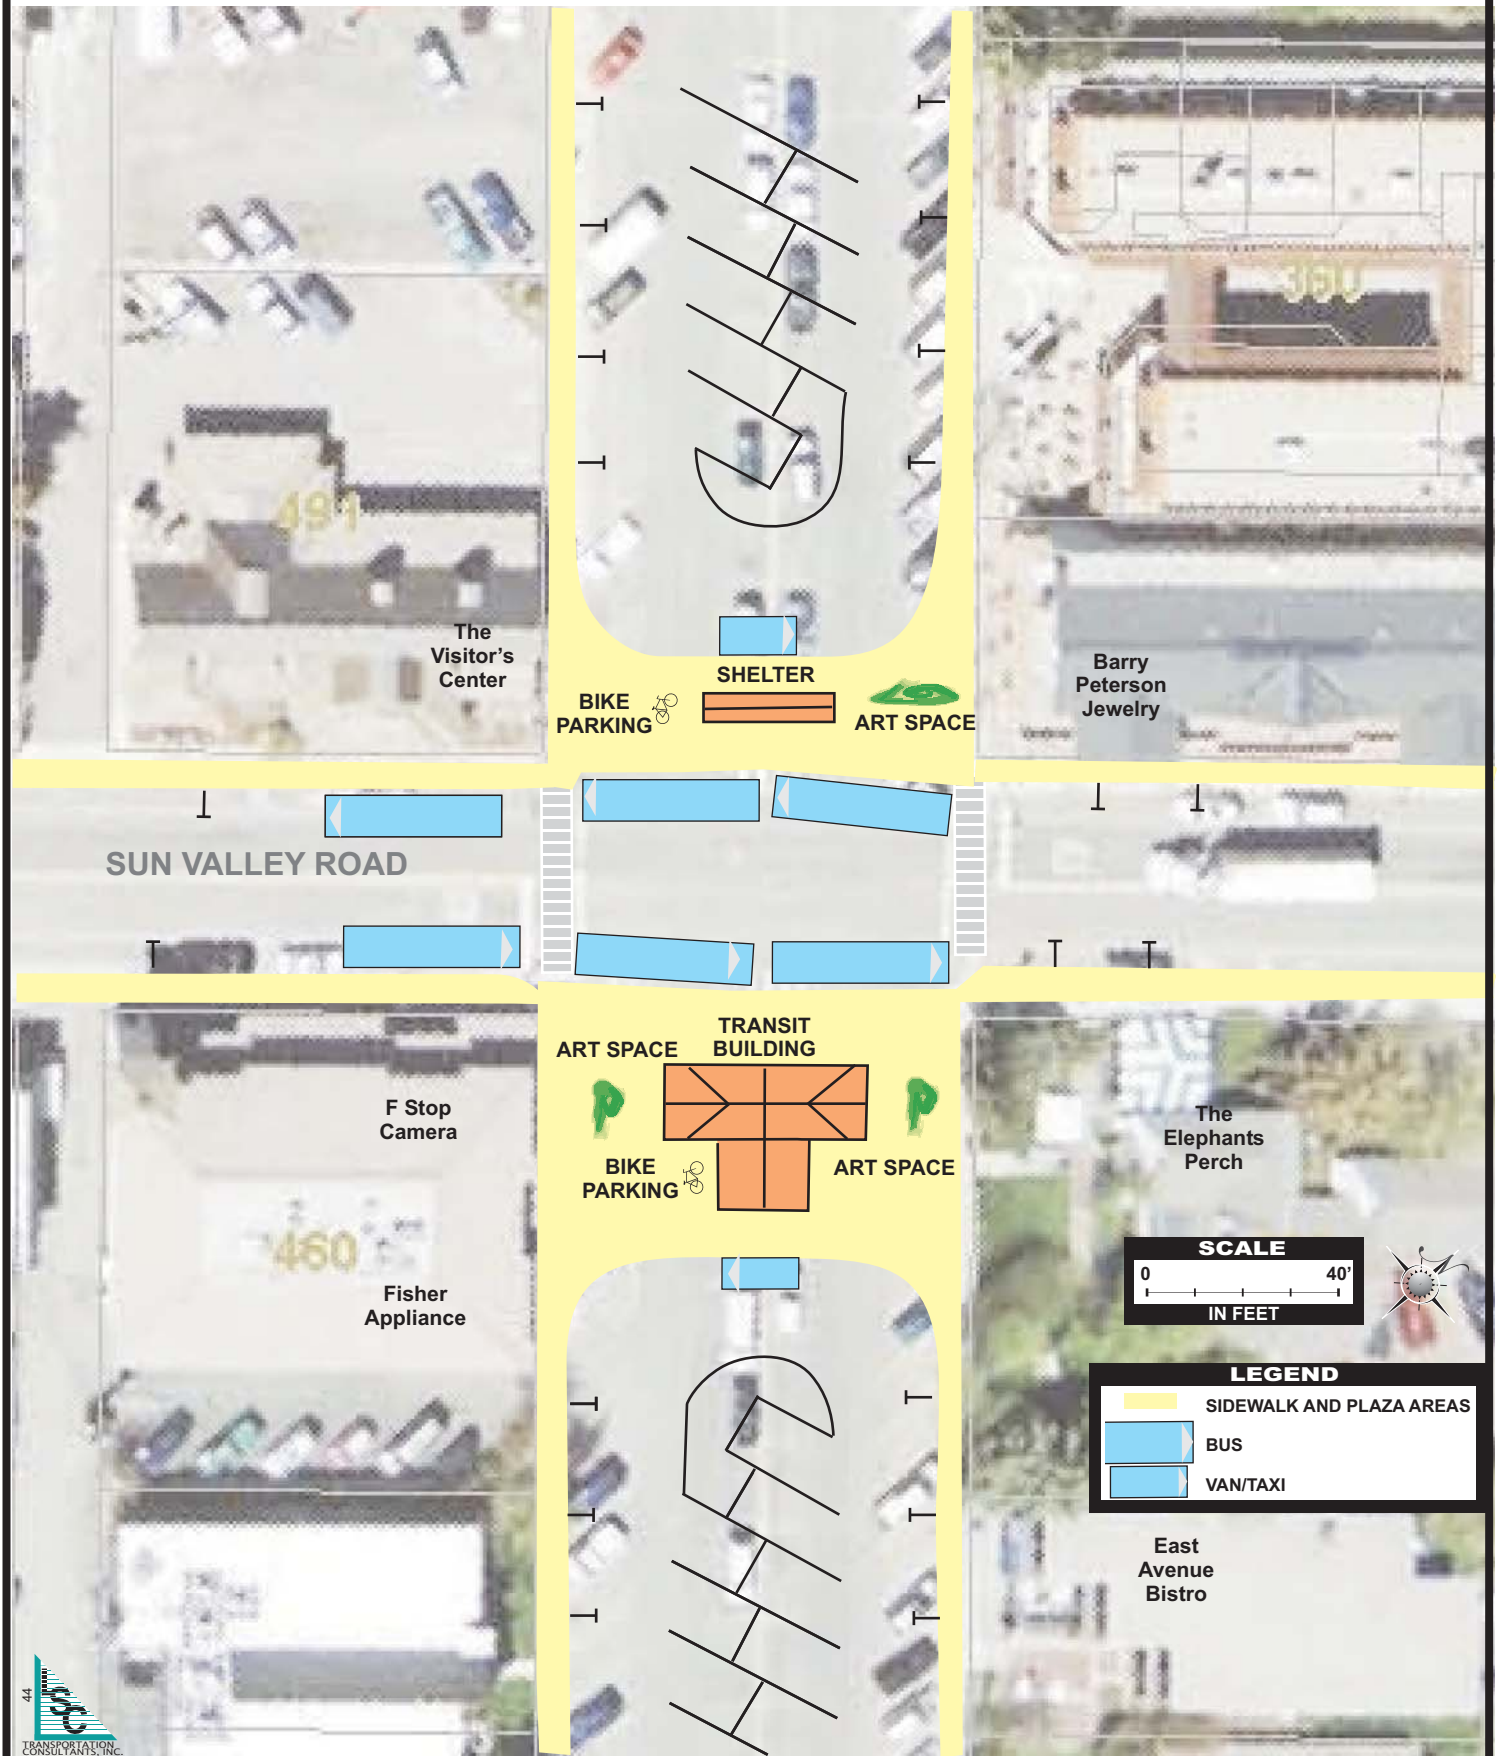 360
491
The
Visitor's
Center
SHELTER
BIKE
PARKING
ART SPACE
Barry
Peterson
Jewelry
SUN VALLEY ROAD
TRANSIT
BUILDING
ART SPACE
BIKE
PARKING
ART SPACE
F Stop
Camera
460
Fisher
Appliance
The
Elephants
Perch
SCALE
0 40'
IN FEET
LEGEND
SIDEWALK AND PLAZA AREAS
BUS
VAN/TAXI
East
Avenue
Bistro
44
LSC
TRANSPORTATION
CONSULTANTS, INC.